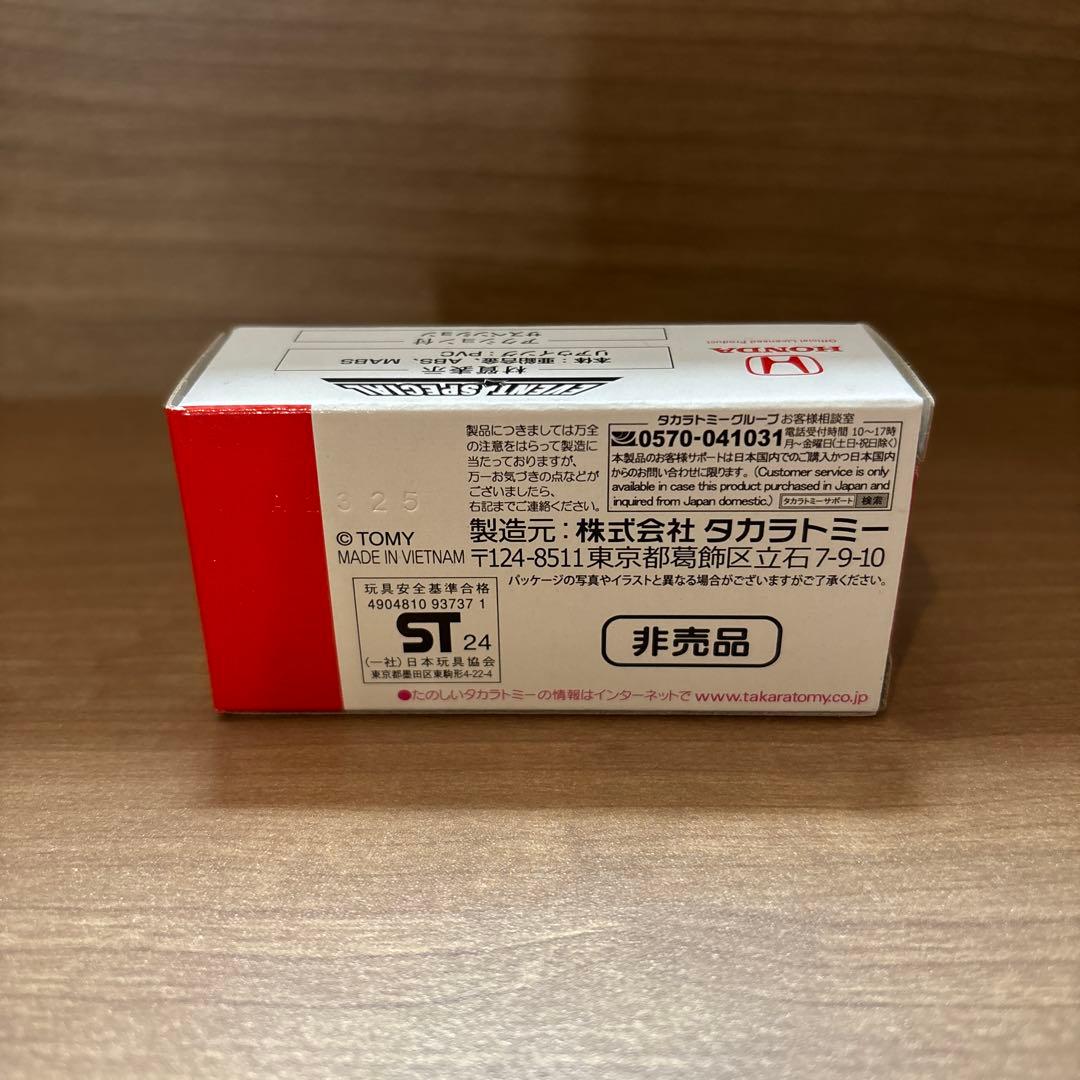 サスペンション
アクション付
リアウイング：PVC
本体：亜鉛合金、ABS、MABS
材質表示
EVENT SPECIAL
Official Licensed Product
HONDA
製品につきましては万全
の注意をはらって製造に
当たっておりますが、
万一お気づきの点などが
ございましたら、
右記までご連絡ください。
タカラトミーグループ お客様相談室
0570-041031 電話受付時間 10〜17時
月〜金曜日(土日・祝日除く)
本製品のお客様サポートは日本国内でのご購入かつ日本国内
からのお問い合わせに限ります。(Customer service is only
available in case this product purchased in Japan and
inquired from Japan domestic.) タカラトミーサポート 検索
325
© TOMY
MADE IN VIETNAM
製造元：株式会社 タカラトミー
〒124-8511 東京都葛飾区立石7-9-10
パッケージの写真やイラストと異なる場合がございますがご了承ください。
玩具安全基準合格
4904810 93737 1
ST 24
(一社)日本玩具協会
東京都墨田区東駒形4-22-4
非売品
●たのしいタカラトミーの情報はインターネットで www.takaratomy.co.jp